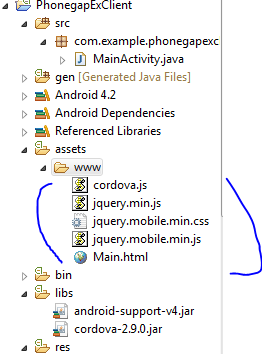 PhonegapExClient
src
com.example.phonegapexc
MainActivity.java
gen [Generated Java Files]
Android 4.2
Android Dependencies
Referenced Libraries
assets
www
cordova.js
jquery.min.js
jquery.mobile.min.css
jquery.mobile.min.js
Main.html
bin
libs
android-support-v4.jar
cordova-2.9.0.jar
res